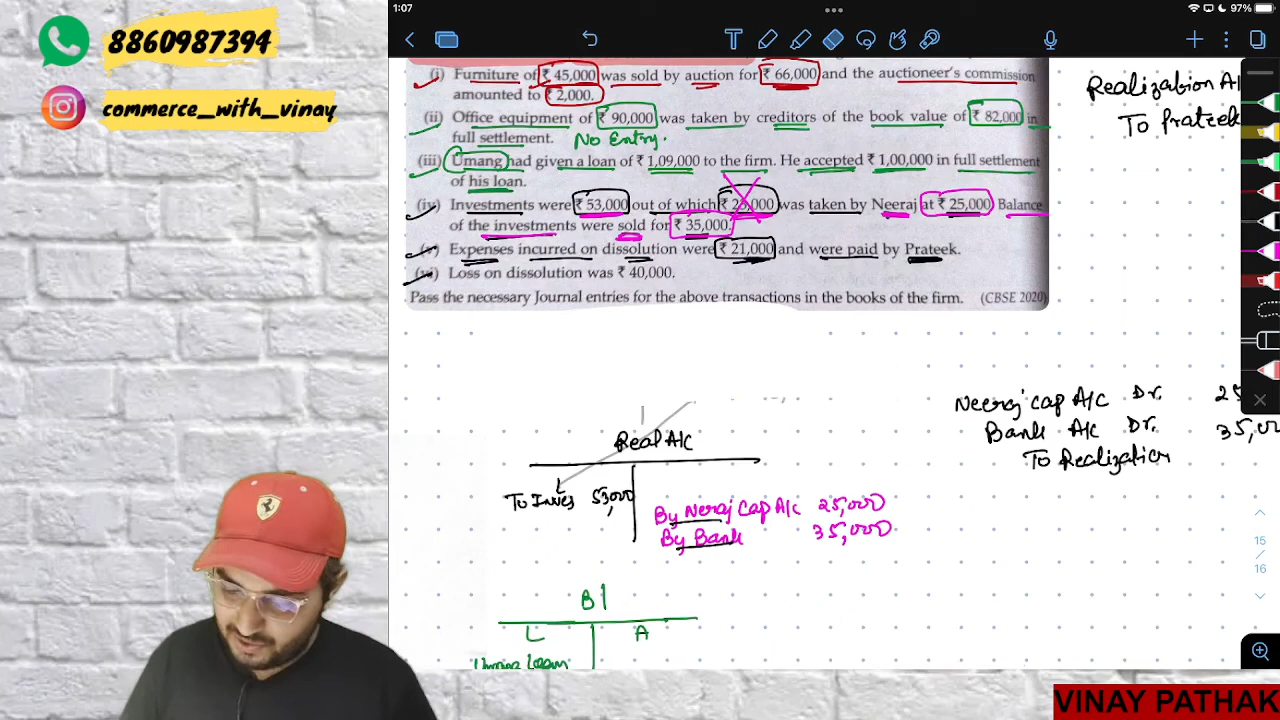 8860987394
commerce_with_vinay
1:07
97%
(i) Furniture of ₹ 45,000 was sold by auction for ₹ 66,000 and the auctioneer's commission
amounted to ₹ 2,000.
(ii) Office equipment of ₹ 90,000 was taken by creditors of the book value of ₹ 82,000 in
full settlement.
No Entry.
(iii) Umang had given a loan of ₹ 1,09,000 to the firm. He accepted ₹ 1,00,000 in full settlement
of his loan.
(iv) Investments were ₹ 53,000 out of which ₹ 23,000 was taken by Neeraj at ₹ 25,000. Balance
of the investments were sold for ₹ 35,000.
(v) Expenses incurred on dissolution were ₹ 21,000 and were paid by Prateek.
Loss on dissolution was ₹ 40,000.
Pass the necessary Journal entries for the above transactions in the books of the firm. (CBSE 2020)
Realization A/
To Prateek
Neeraj Cap A/c Dr. 25
Bank A/c Dr. 35,00
To Realization
Real A/c
To Inves 53,000
By Neraj Cap A/c 25,000
By Bank 35,000
B
L A
Loan
15
/
16
VINAY PATHAK